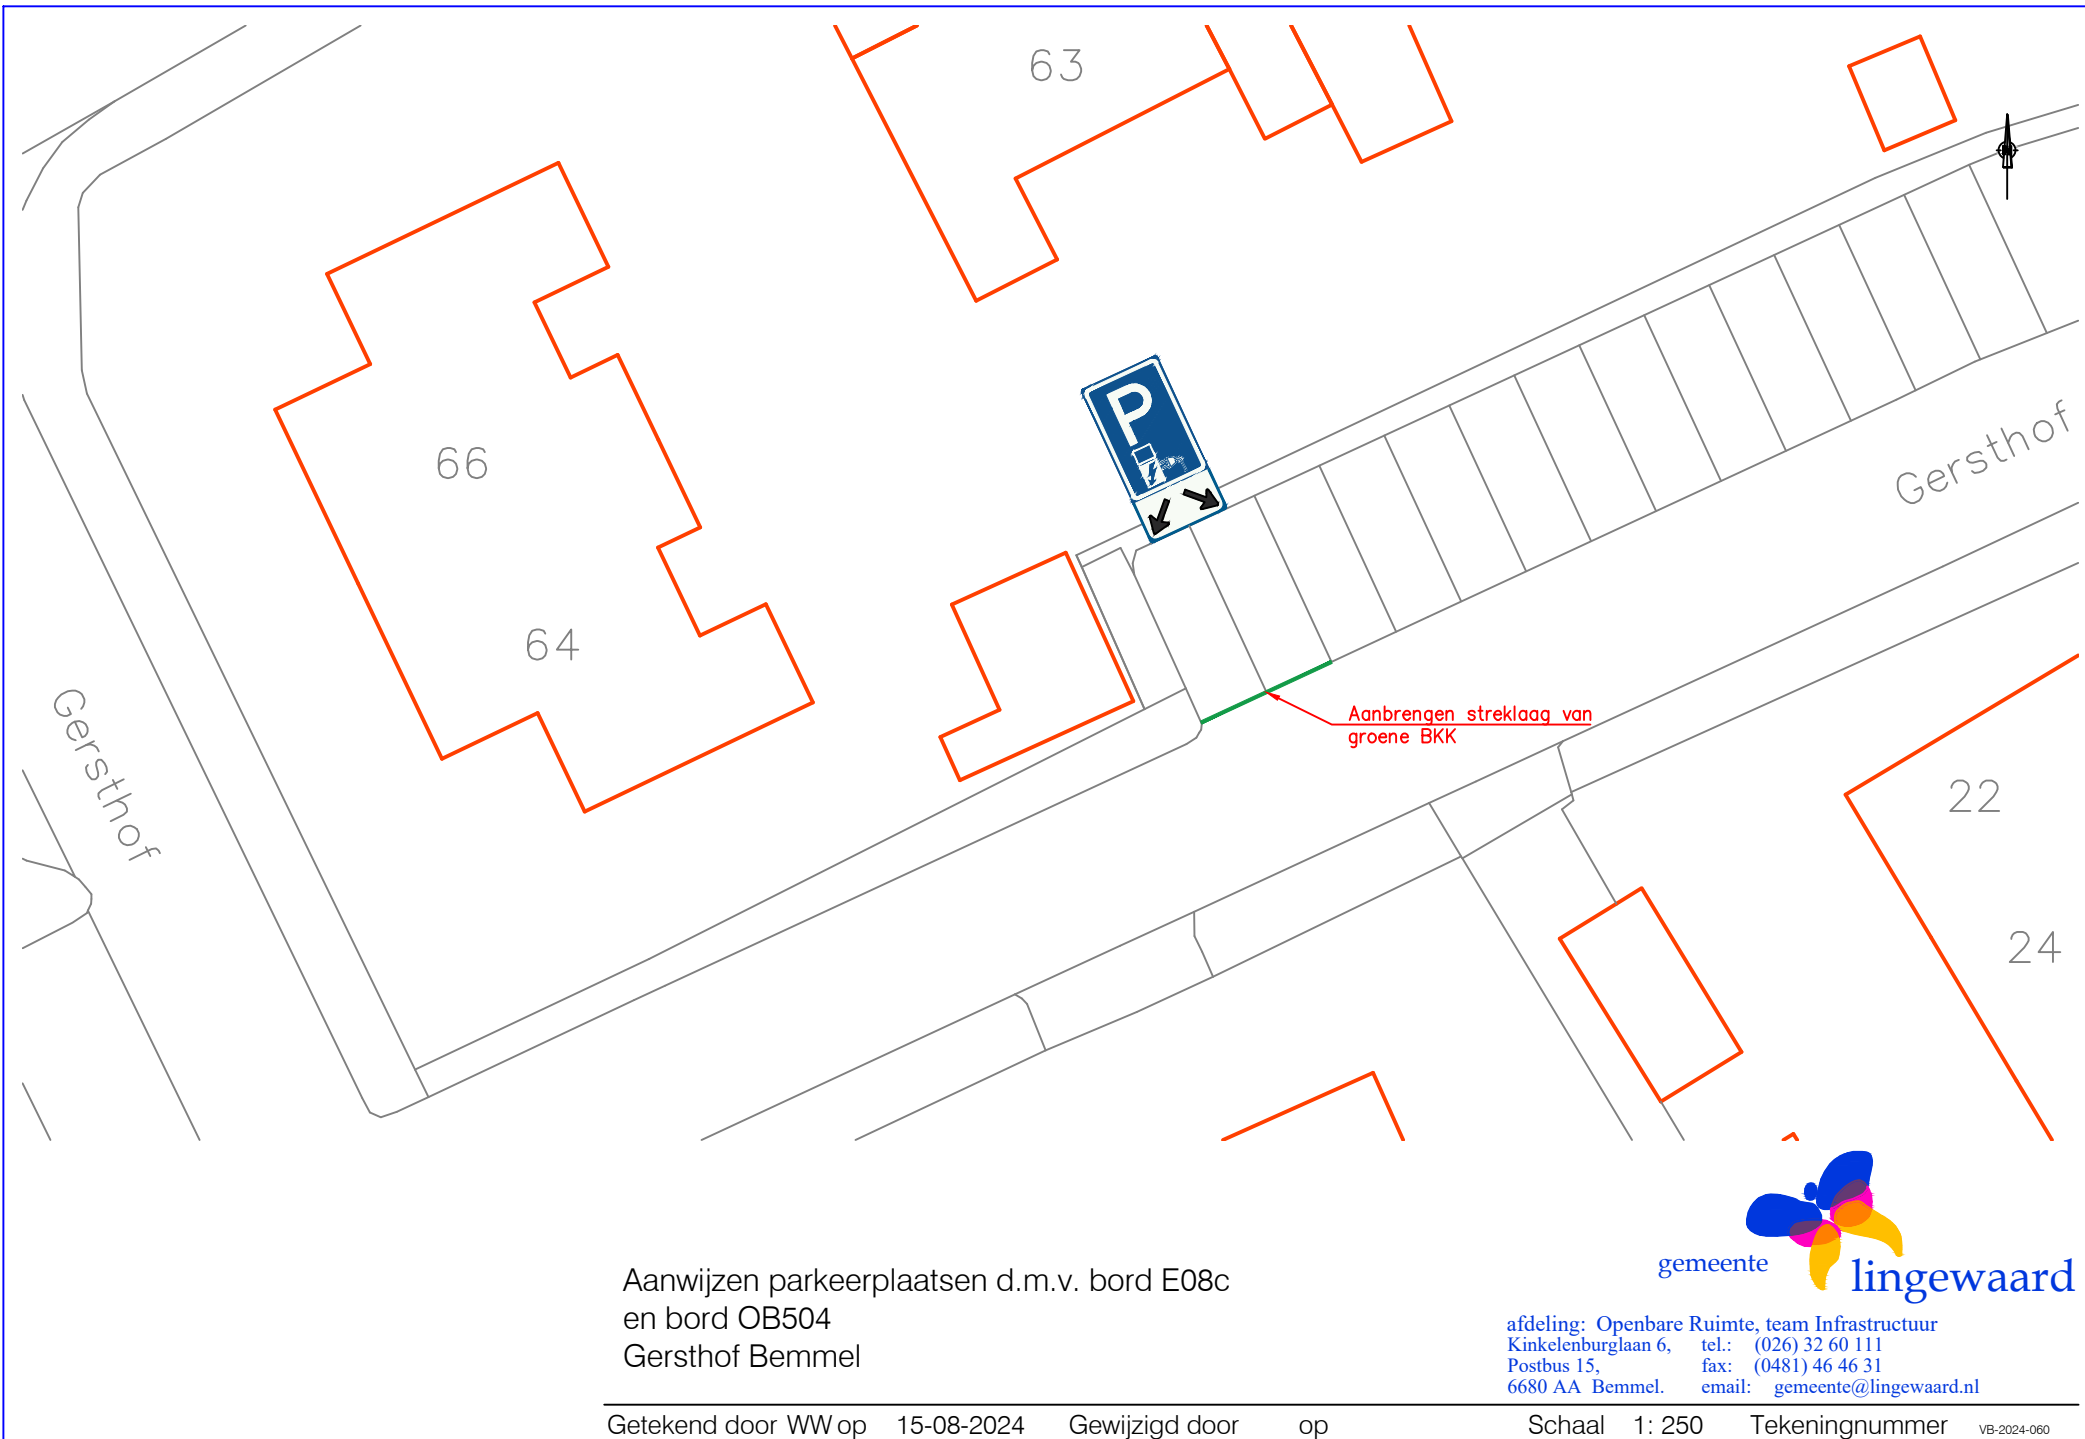 63
66
64
P
Gersthof
Gersthof
Aanbrengen streklaag van
groene BKK
22
24
gemeente lingewaard
Aanwijzen parkeerplaatsen d.m.v. bord E08c
en bord OB504
Gersthof Bemmel
afdeling: Openbare Ruimte, team Infrastructuur
Kinkelenburglaan 6, tel.: (026) 32 60 111
Postbus 15, fax: (0481) 46 46 31
6680 AA Bemmel. email: gemeente@lingewaard.nl
Getekend door WW op 15-08-2024 Gewijzigd door op Schaal 1: 250 Tekeningnummer VB-2024-060